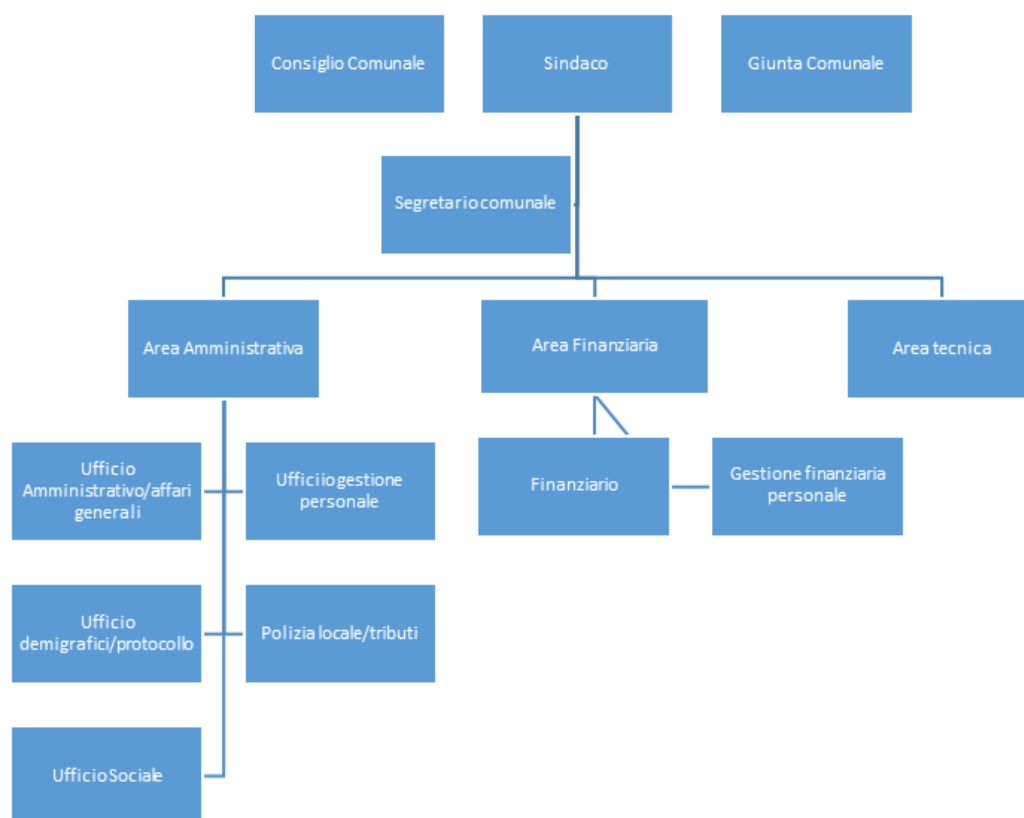 Consiglio Comunale
Sindaco
Giunta Comunale
Segretario comunale
Area Amministrativa
Area Finanziaria
Area tecnica
Ufficio
Amministrativo/affari
generali
Ufficiio gestione
personale
Finanziario
Gestione finanziaria
personale
Ufficio
demigrafici/protocollo
Polizia locale/tributi
Ufficio Sociale